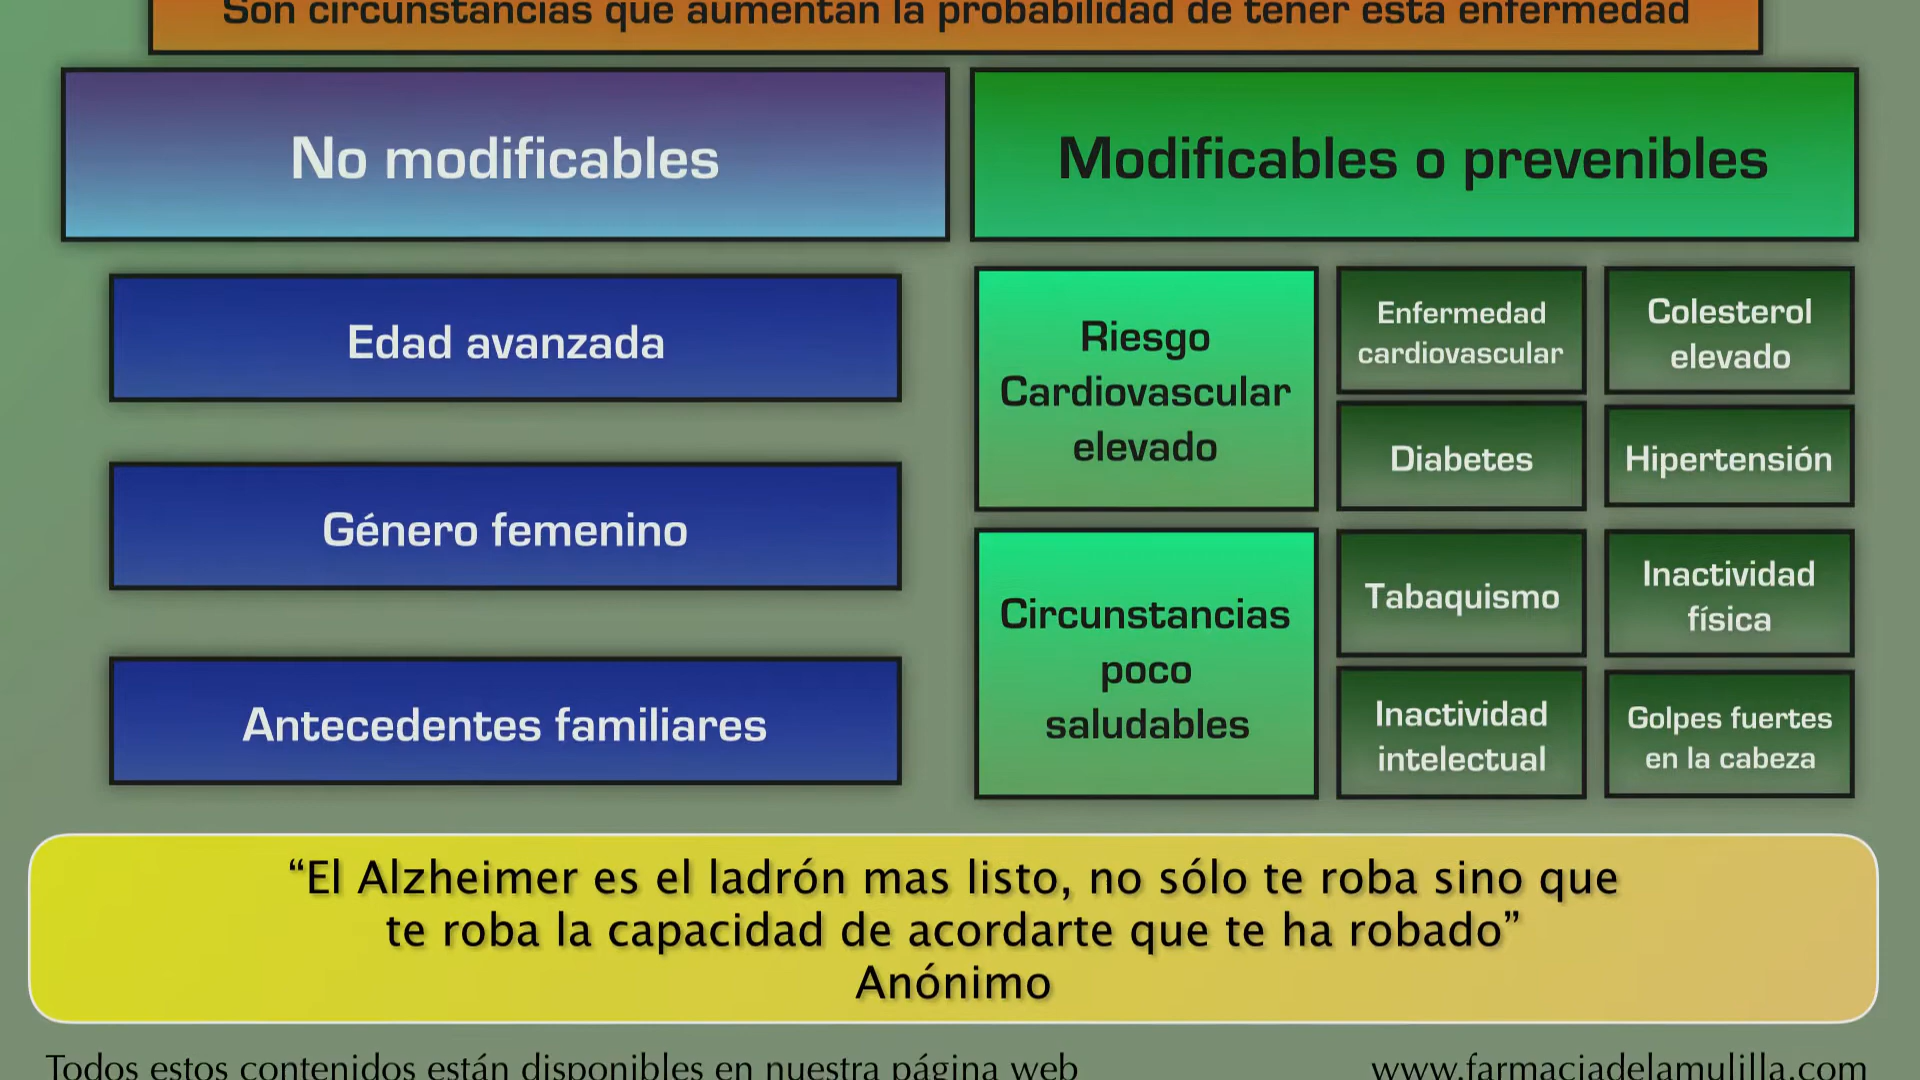 Son circunstancias que aumentan la probabilidad de tener esta enfermedad
No modificables
Edad avanzada
Género femenino
Antecedentes familiares
Modificables o prevenibles
Riesgo
Cardiovascular
elevado
Enfermedad
cardiovascular
Colesterol
elevado
Diabetes
Hipertensión
Circunstancias
poco
saludables
Tabaquismo
Inactividad
física
Inactividad
intelectual
Golpes fuertes
en la cabeza
“El Alzheimer es el ladrón mas listo, no sólo te roba sino que
te roba la capacidad de acordarte que te ha robado”
Anónimo
Todos estos contenidos están disponibles en nuestra página web
www.farmaciadelamulilla.com